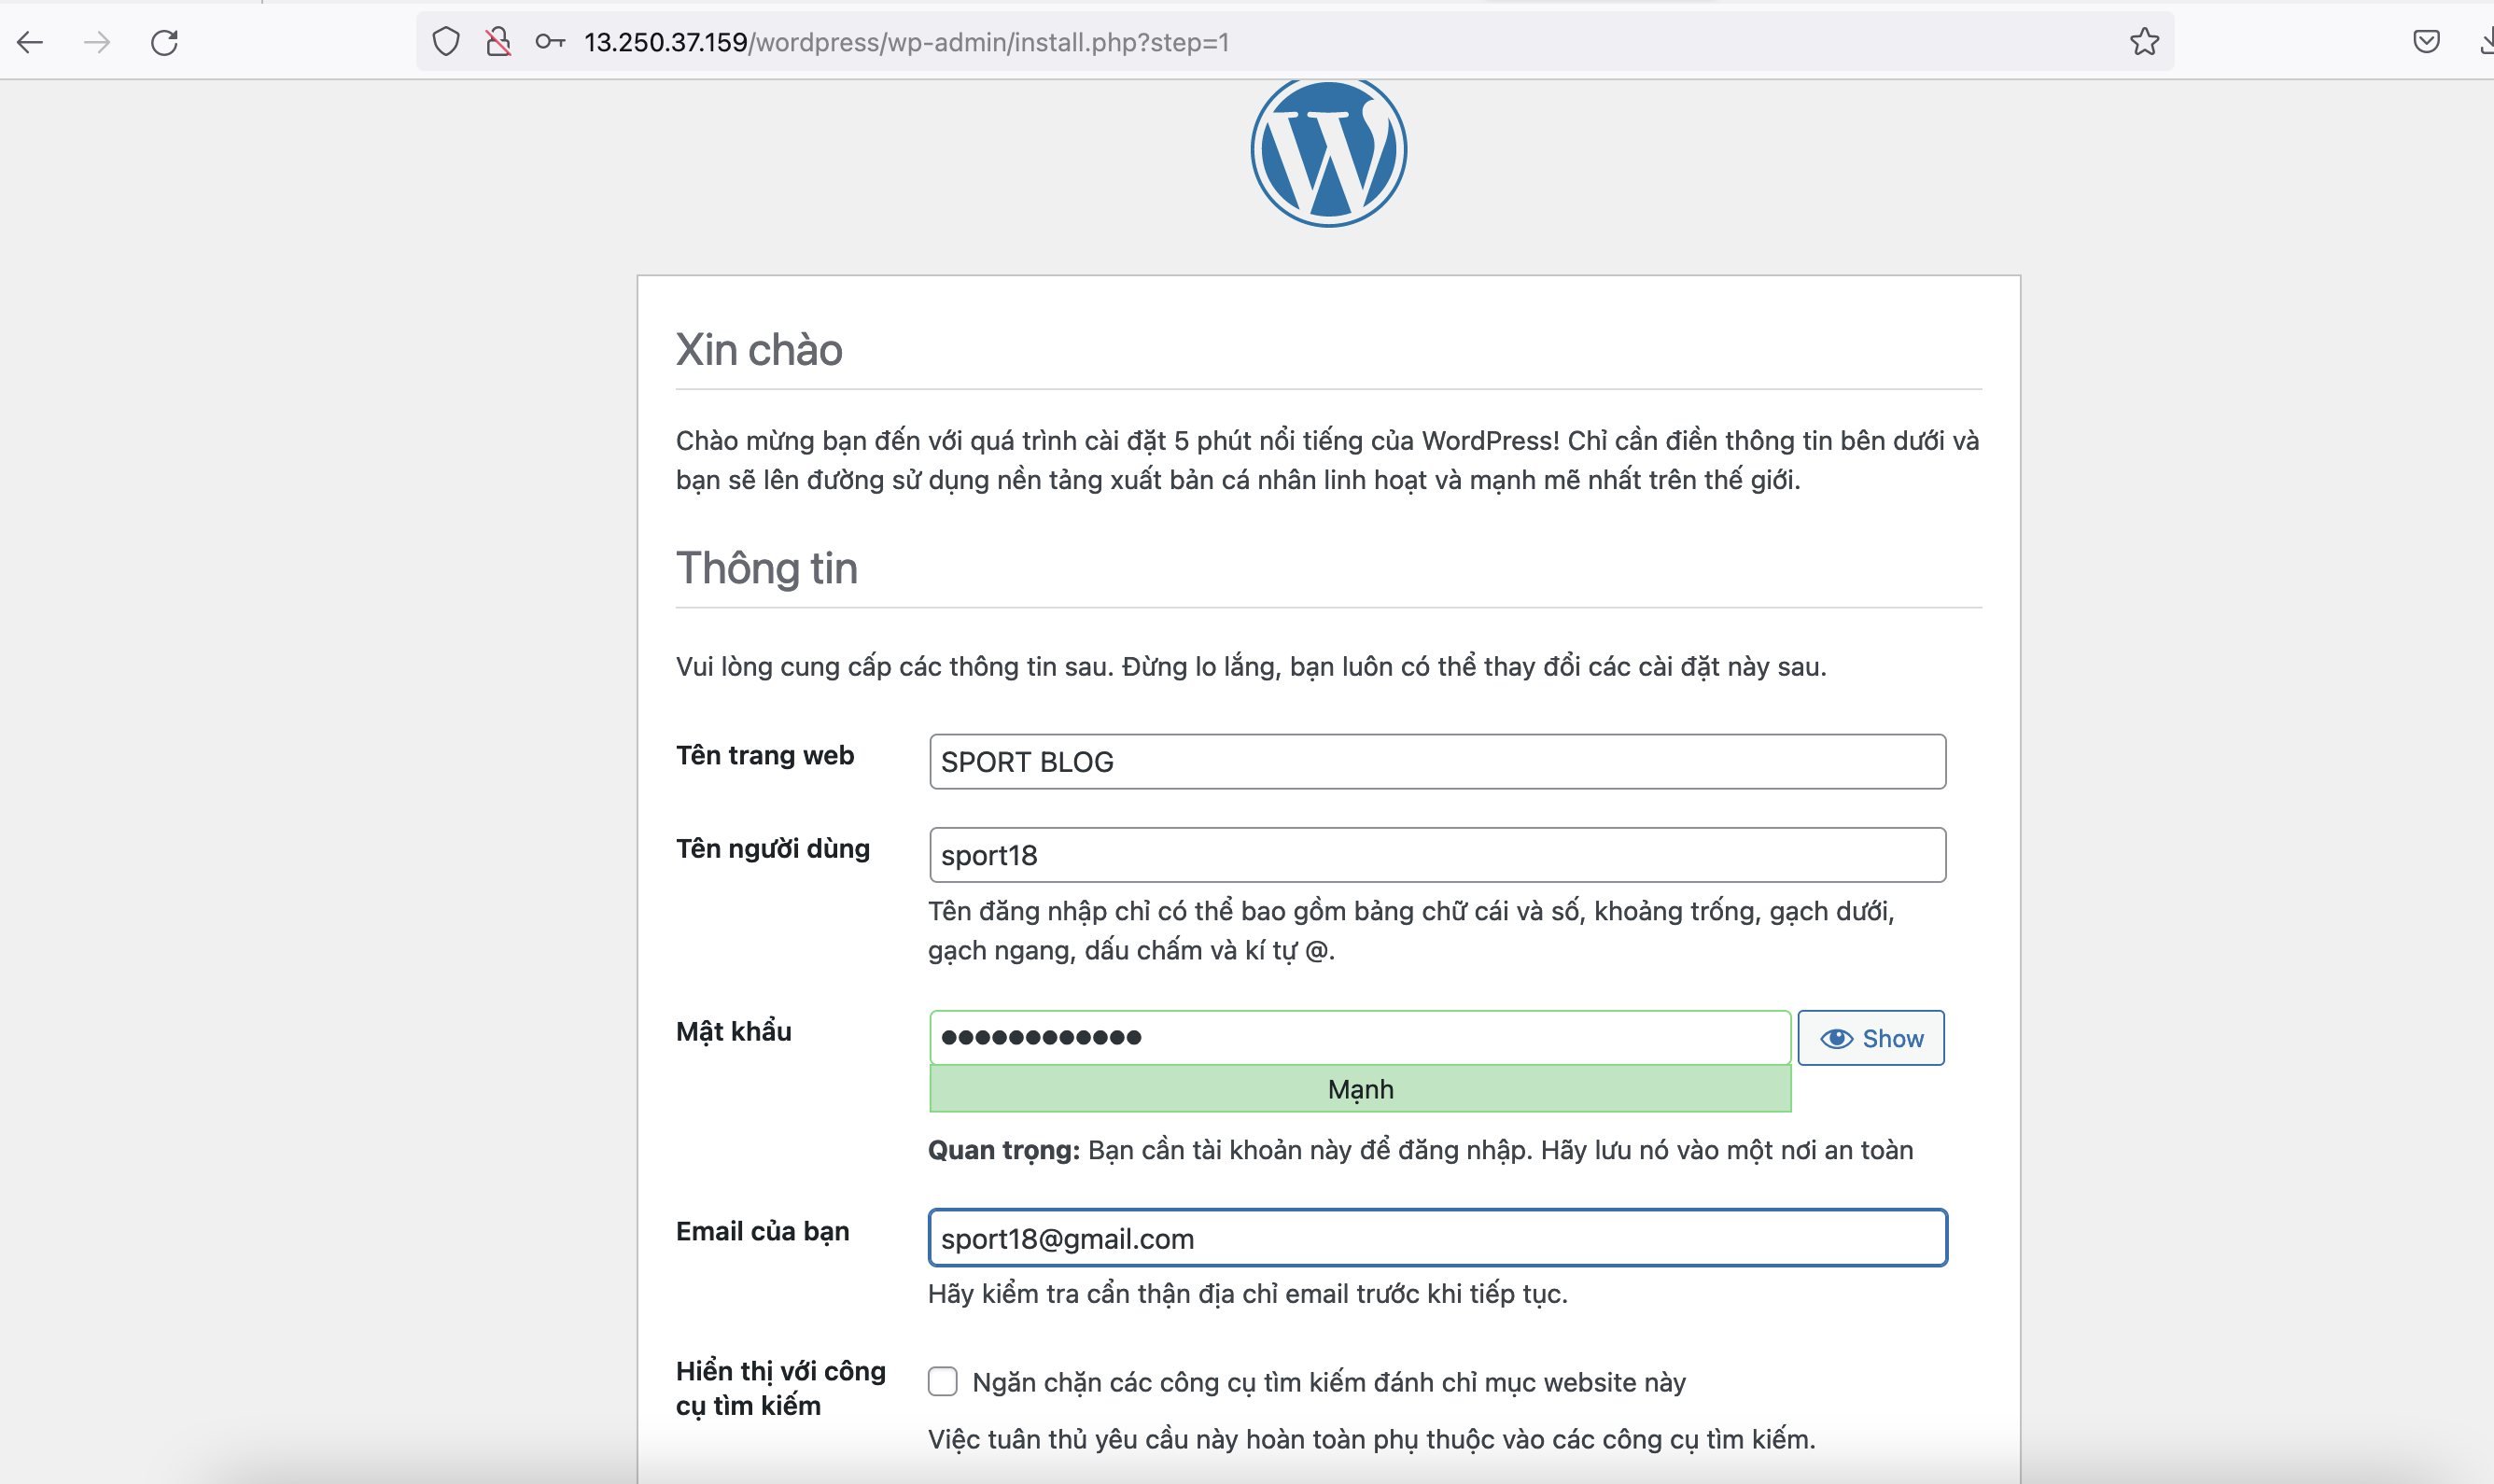 13.250.37.159/wordpress/wp-admin/install.php?step=1
Xin chào
Chào mừng bạn đến với quá trình cài đặt 5 phút nổi tiếng của WordPress! Chỉ cần điền thông tin bên dưới và
bạn sẽ lên đường sử dụng nền tảng xuất bản cá nhân linh hoạt và mạnh mẽ nhất trên thế giới.
Thông tin
Vui lòng cung cấp các thông tin sau. Đừng lo lắng, bạn luôn có thể thay đổi các cài đặt này sau.
Tên trang web
SPORT BLOG
Tên người dùng
sport18
Tên đăng nhập chỉ có thể bao gồm bảng chữ cái và số, khoảng trống, gạch dưới,
gạch ngang, dấu chấm và kí tự @.
Mật khẩu
●●●●●●●●●●●●
Show
Mạnh
Quan trọng: Bạn cần tài khoản này để đăng nhập. Hãy lưu nó vào một nơi an toàn
Email của bạn
sport18@gmail.com
Hãy kiểm tra cẩn thận địa chỉ email trước khi tiếp tục.
Hiển thị với công
cụ tìm kiếm
Ngăn chặn các công cụ tìm kiếm đánh chỉ mục website này
Việc tuân thủ yêu cầu này hoàn toàn phụ thuộc vào các công cụ tìm kiếm.